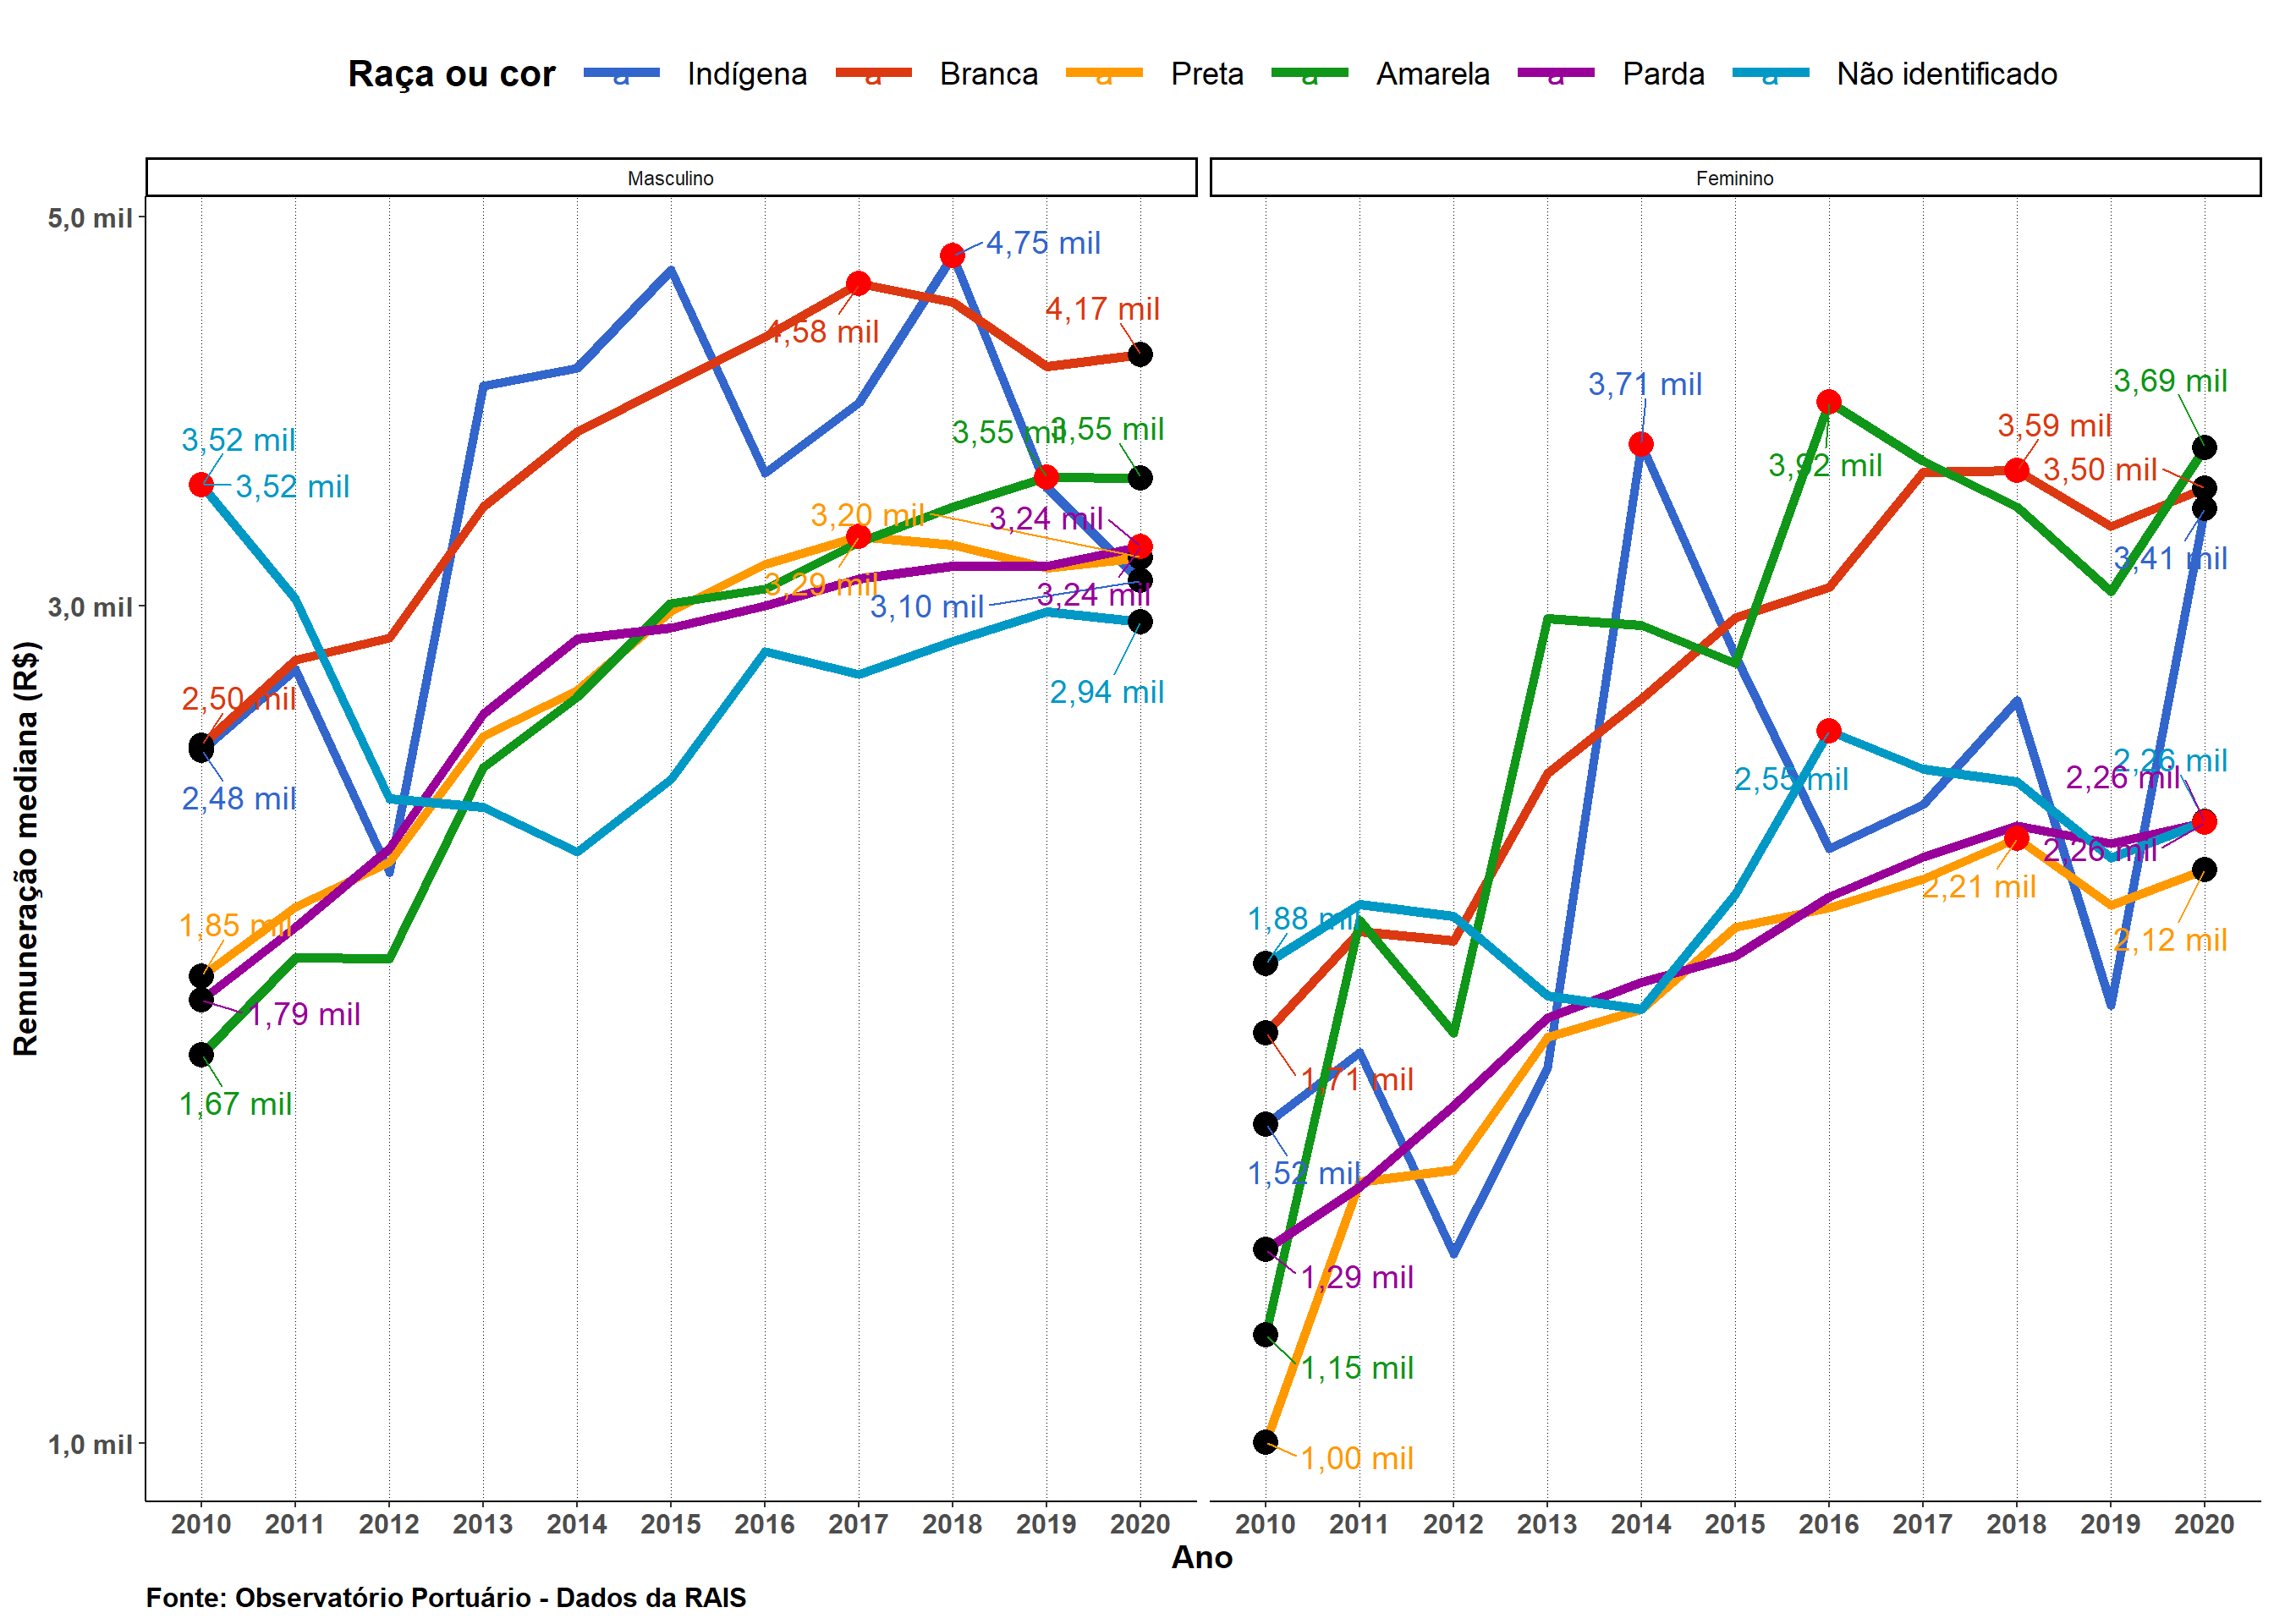 Raça ou cor a Indígena a Branca a Preta a Amarela a Parda a Não identificado
Masculino
Feminino
Remuneração mediana (R$)
5,0 mil
3,0 mil
1,0 mil
4,75 mil
4,58 mil
4,17 mil
3,52 mil
3,52 mil
3,55 mil
3,55 mil
3,20 mil
3,24 mil
3,29 mil
3,10 mil
3,24 mil
2,94 mil
2,50 mil
2,48 mil
1,85 mil
1,79 mil
1,67 mil
3,71 mil
3,69 mil
3,59 mil
3,92 mil
3,50 mil
3,41 mil
2,26 mil
2,26 mil
2,55 mil
2,26 mil
2,21 mil
2,12 mil
1,88 mil
1,71 mil
1,52 mil
1,29 mil
1,15 mil
1,00 mil
2010 2011 2012 2013 2014 2015 2016 2017 2018 2019 2020
2010 2011 2012 2013 2014 2015 2016 2017 2018 2019 2020
Ano
Fonte: Observatório Portuário - Dados da RAIS